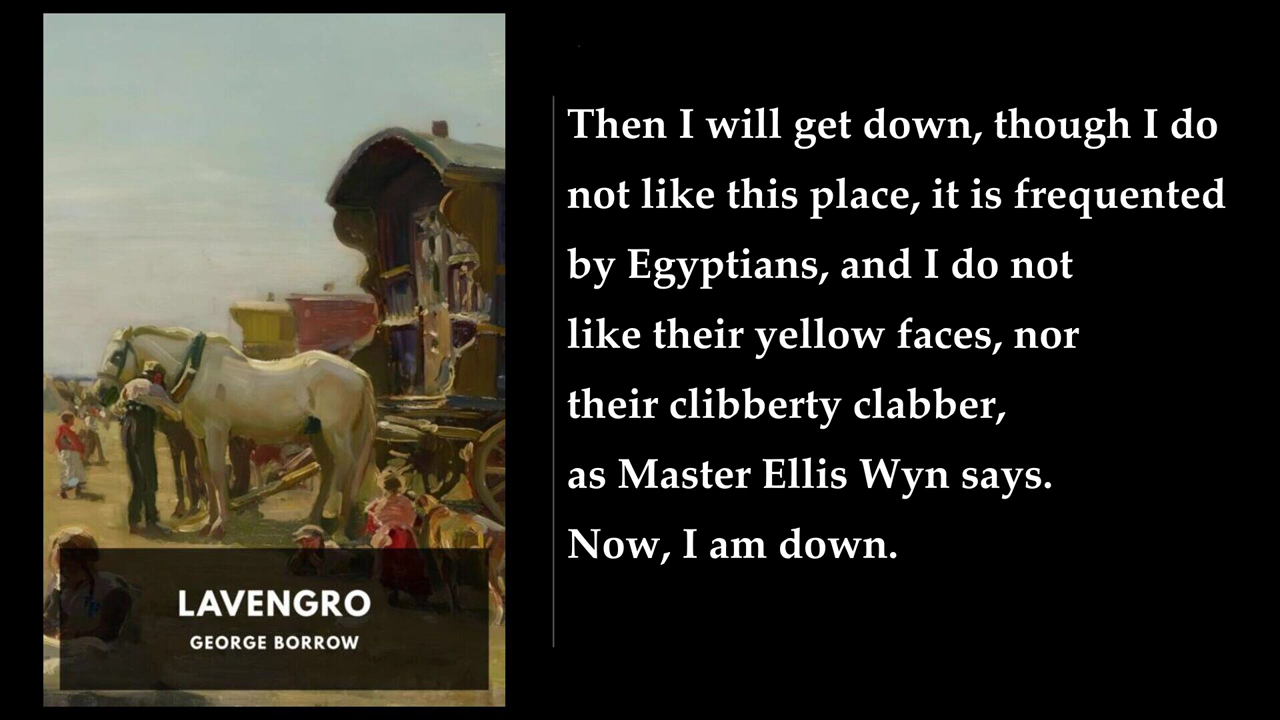 LAVENGRO
GEORGE BORROW
Then I will get down, though I do
not like this place, it is frequented
by Egyptians, and I do not
like their yellow faces, nor
their clibberty clabber,
as Master Ellis Wyn says.
Now, I am down.